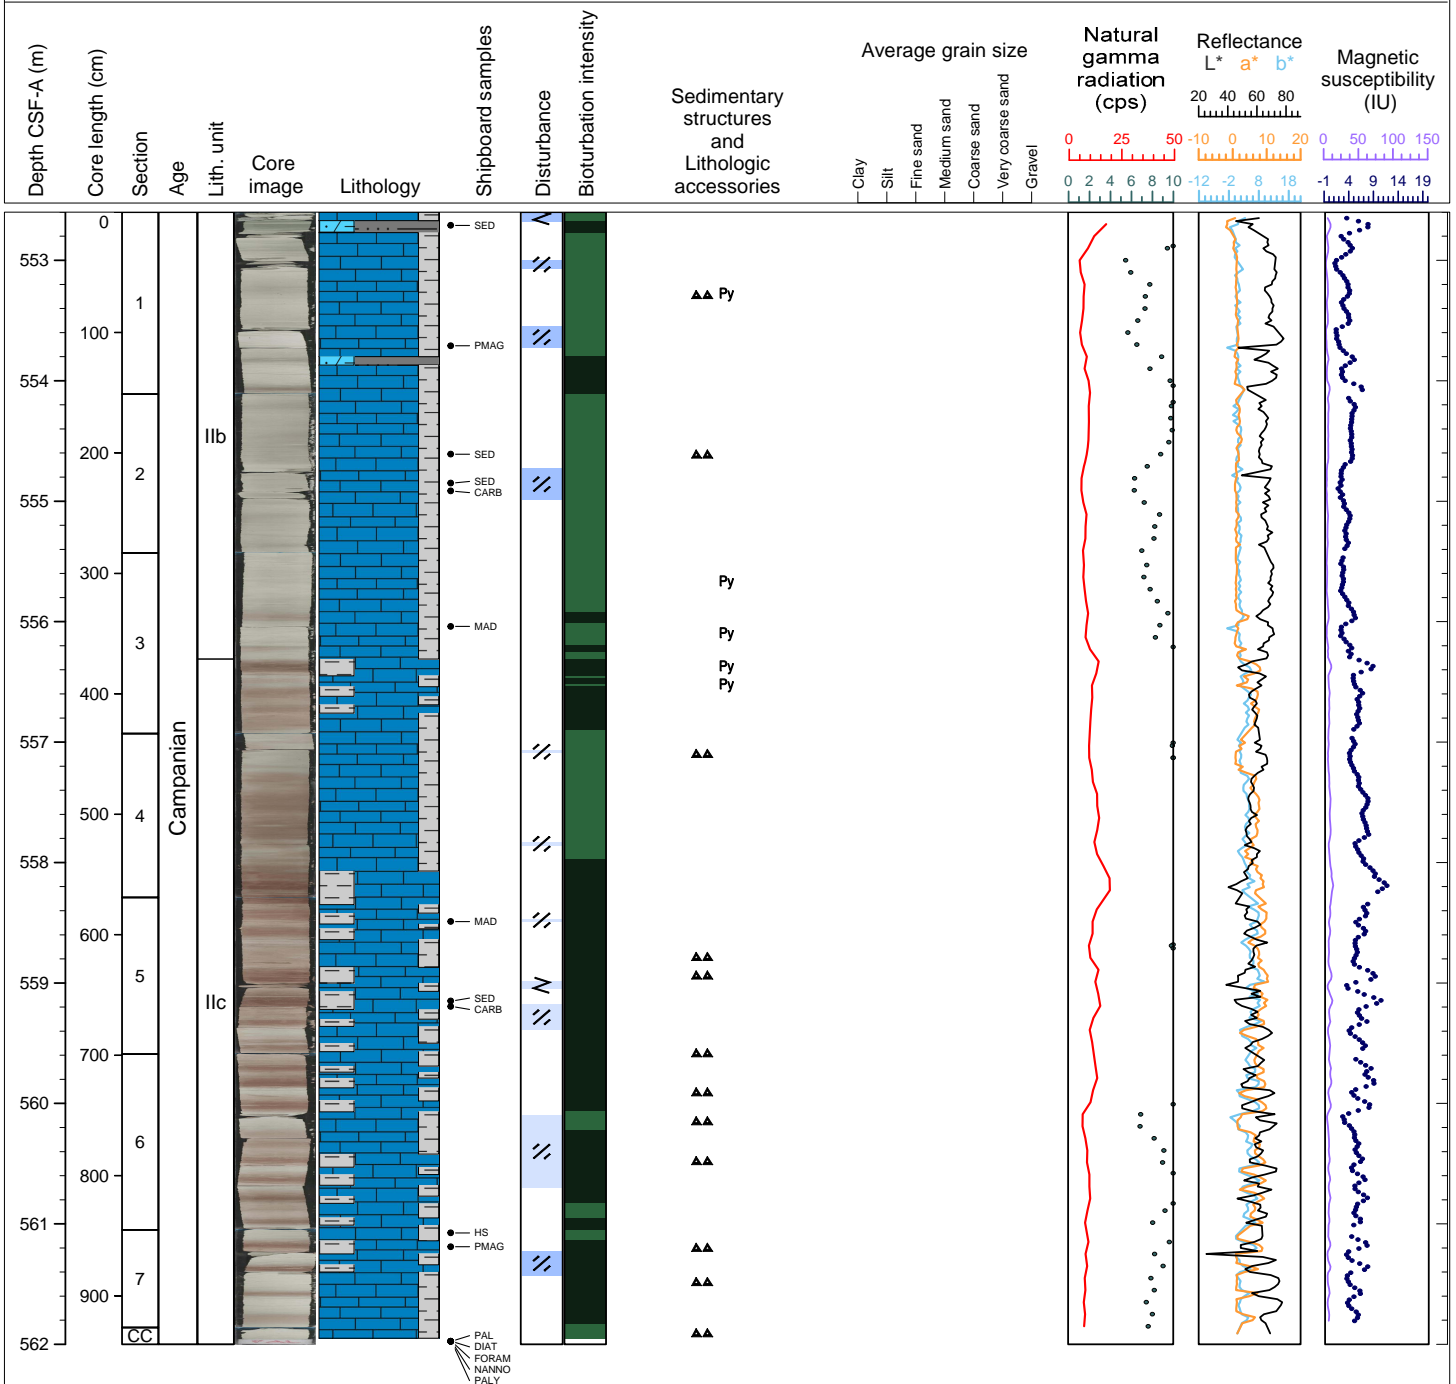 Depth CSF-A (m)
Core length (cm)
Section
Age
Lith. unit
Core
image
Lithology
Shipboard samples
Disturbance
Bioturbation intensity
Sedimentary
structures
and
Lithologic
accessories
Average grain size
Clay
Silt
Fine sand
Medium sand
Coarse sand
Very coarse sand
Gravel
Natural
gamma
radiation
(cps)
0 25 50
0 2 4 6 8 10
Reflectance
L* a* b*
20 40 60 80
-10 0 10 20
-12 -2 8 18
Magnetic
susceptibility
(IU)
0 50 100 150
-1 4 9 14 19
553
554
555
556
557
558
559
560
561
562
0
100
200
300
400
500
600
700
800
900
1
2
3
4
5
6
7
CC
Campanian
IIb
IIc
SED
PMAG
SED
SED
CARB
MAD
MAD
SED
CARB
HS
PMAG
PAL
DIAT
FORAM
NANNO
PALY
Py
Py
Py
Py
Py